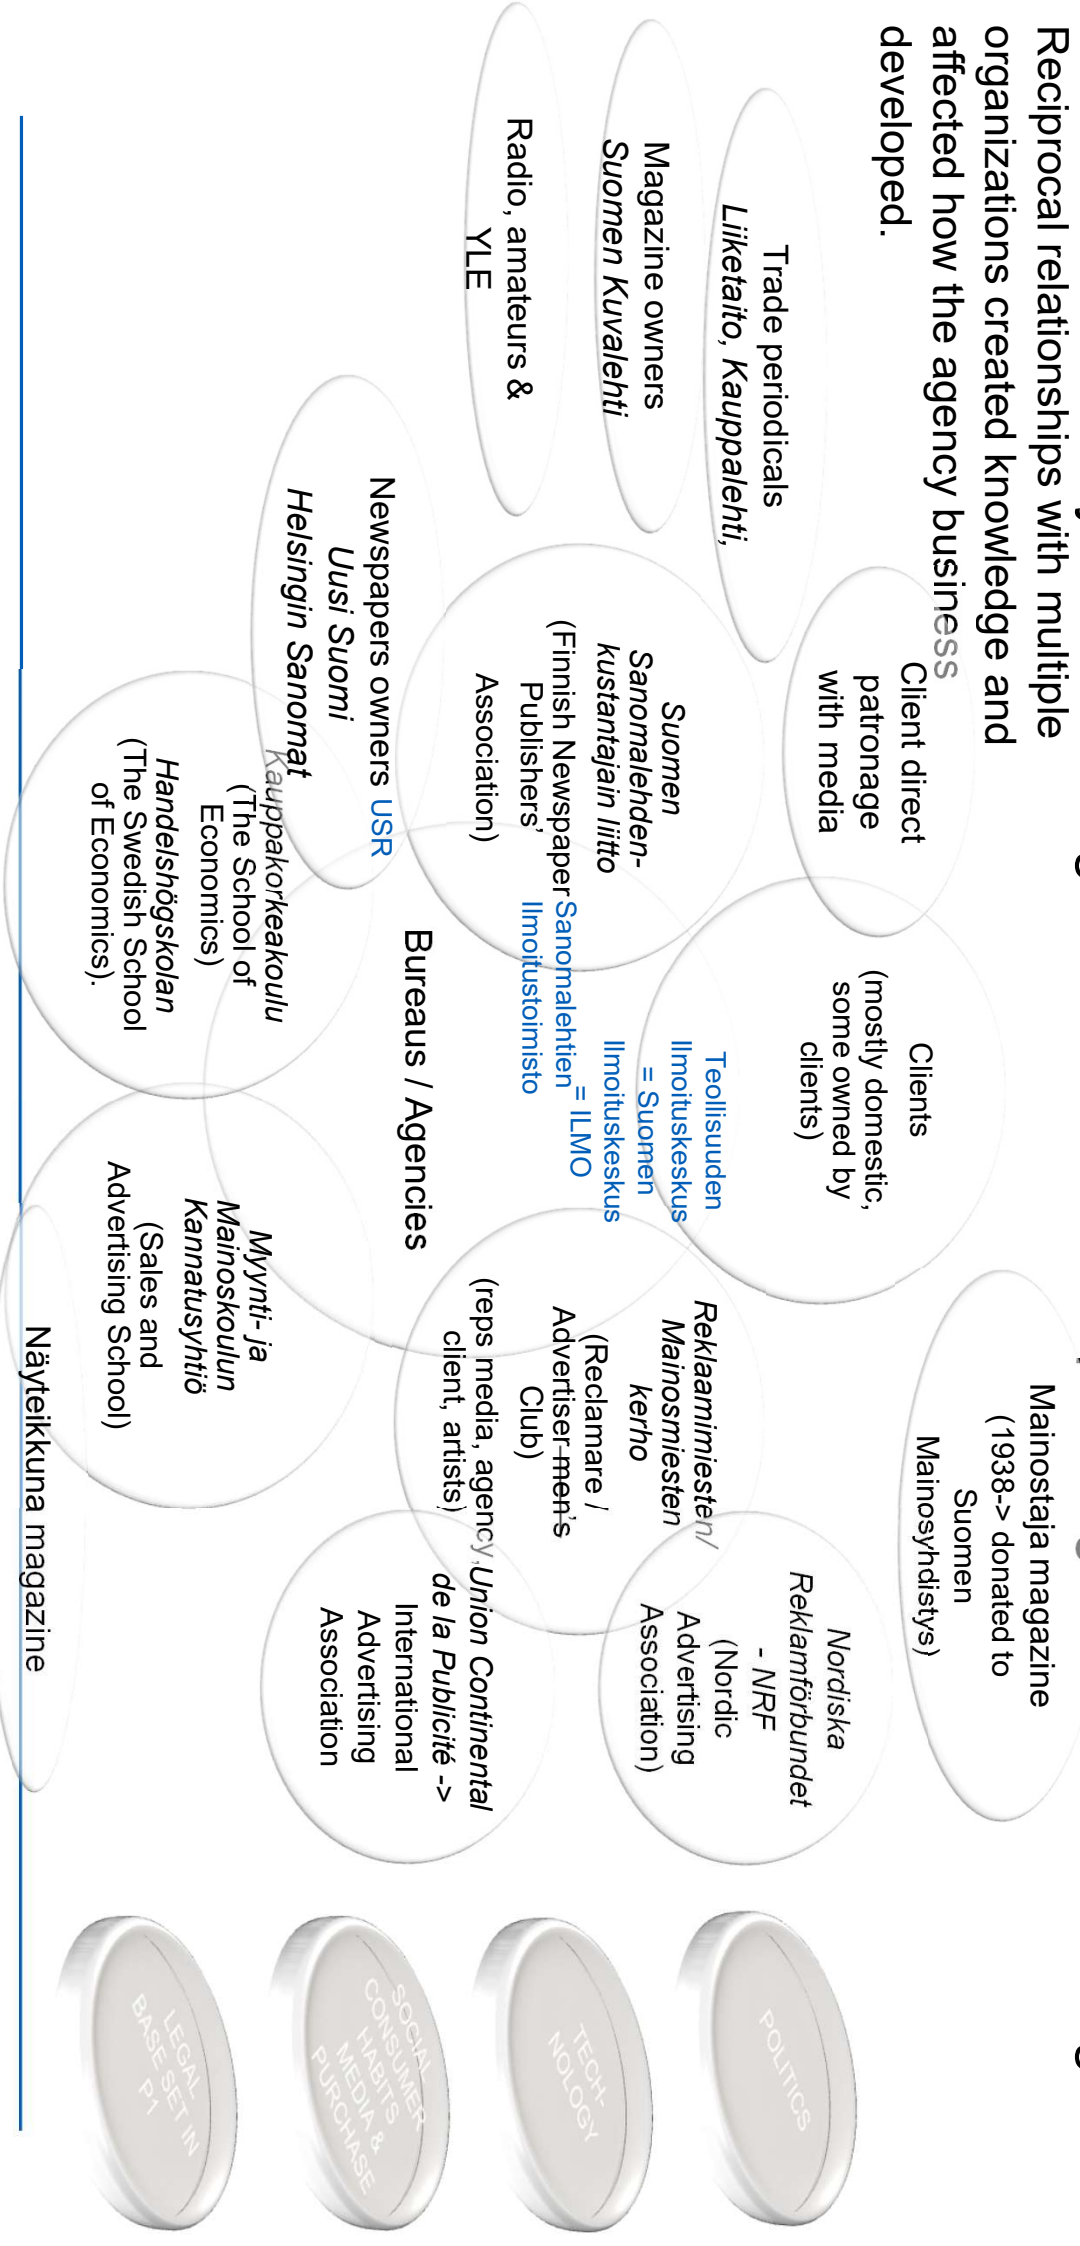 Reciprocal relationships with multiple
organizations created knowledge and
affected how the agency business
developed.
Trade periodicals
Liiketaito, Kauppalehti,
Magazine owners
Suomen Kuvalehti
Radio, amateurs &
YLE
Client direct
patronage
with media
Suomen
Sanomalehden-
kustantajain liitto
(Finnish Newspaper
Publishers'
Association)
Newspapers owners USR
Uusi Suomi
Helsingin Sanomat
Kauppakorkeakoulu
(The School of
Economics)
Handelshögskolan
(The Swedish School
of Economics).
Clients
(mostly domestic,
some owned by
clients)
Teollisuuden
Ilmoituskeskus
= Suomen
Ilmoituskeskus
= ILMO
Sanomalehtien
Ilmoitustoimisto
Bureaus / Agencies
Myynti- ja
Mainoskoulun
Kannatusyhtiö
(Sales and
Advertising School)
Näyteikkuna magazine
Reklaamimiesten/
Mainosmiesten
kerho
(Reclamare /
Advertiser men's
Club)
(reps media, agency,
client, artists)
Mainostaja magazine
(1938-> donated to
Suomen
Mainosyhdistys)
Nordiska
Reklamförbundet
- NRF
(Nordic
Advertising
Association)
Union Continental
de la Publicité ->
International
Advertising
Association
POLITICS
TECH-
NOLOGY
SOCIAL
CONSUMER
HABITS
MEDIA &
PURCHASE
LEGAL
BASE SET IN
P1